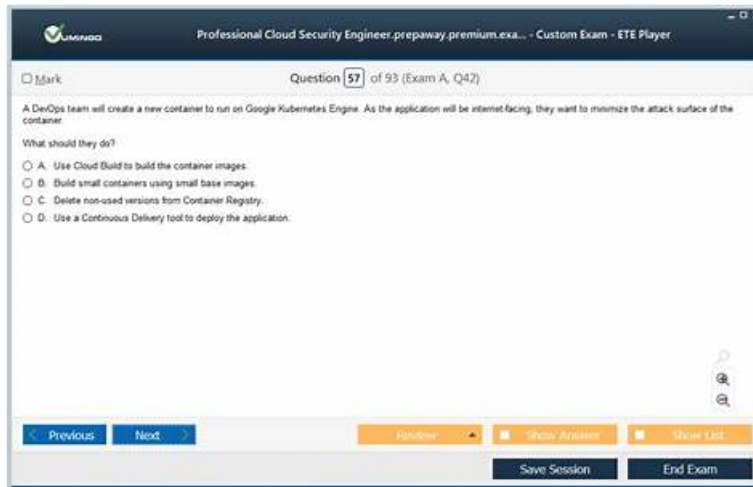 VUMINGO
Professional Cloud Security Engineer.prepaway.premium.exa... - Custom Exam - ETE Player
Mark
Question 57 of 93 (Exam A, Q42)
A DevOps team will create a new container to run on Google Kubernetes Engine. As the application will be internet-facing, they want to minimize the attack surface of the
container.
What should they do?
A. Use Cloud Build to build the container images.
B. Build small containers using small base images.
C. Delete non-used versions from Container Registry.
D. Use a Continuous Delivery tool to deploy the application.
Previous Next Review Show Answer Show List
Save Session End Exam